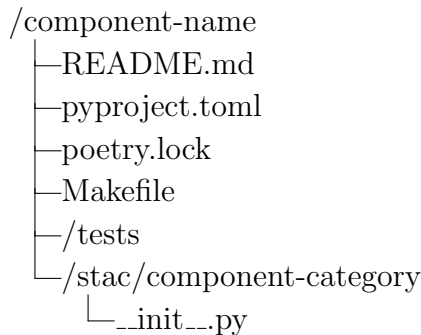 /component-name
README.md
pyproject.toml
poetry.lock
Makefile
/tests
/stac/component-category
__init__.py